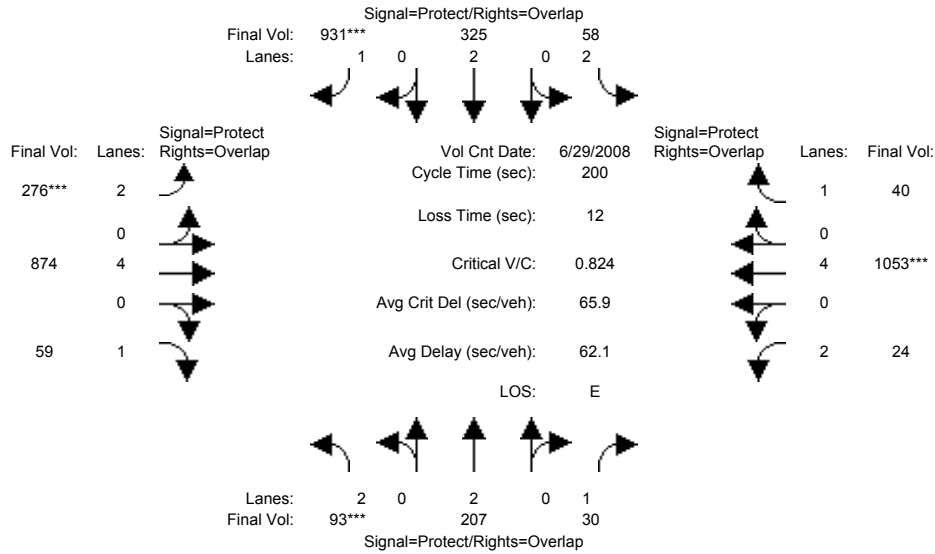 Signal=Protect/Rights=Overlap
Final Vol: 931*** 325 58
Lanes: 1 0 2 0 2
Signal=Protect
Final Vol: Lanes: Rights=Overlap
Vol Cnt Date: 6/29/2008
Signal=Protect
Rights=Overlap Lanes: Final Vol:
Cycle Time (sec): 200
276*** 2 1 40
Loss Time (sec): 12
0 0
874 4 Critical V/C: 0.824 4 1053***
0 Avg Crit Del (sec/veh): 65.9 0
59 1 Avg Delay (sec/veh): 62.1 2 24
LOS: E
Lanes: 2 0 2 0 1
Final Vol: 93*** 207 30
Signal=Protect/Rights=Overlap